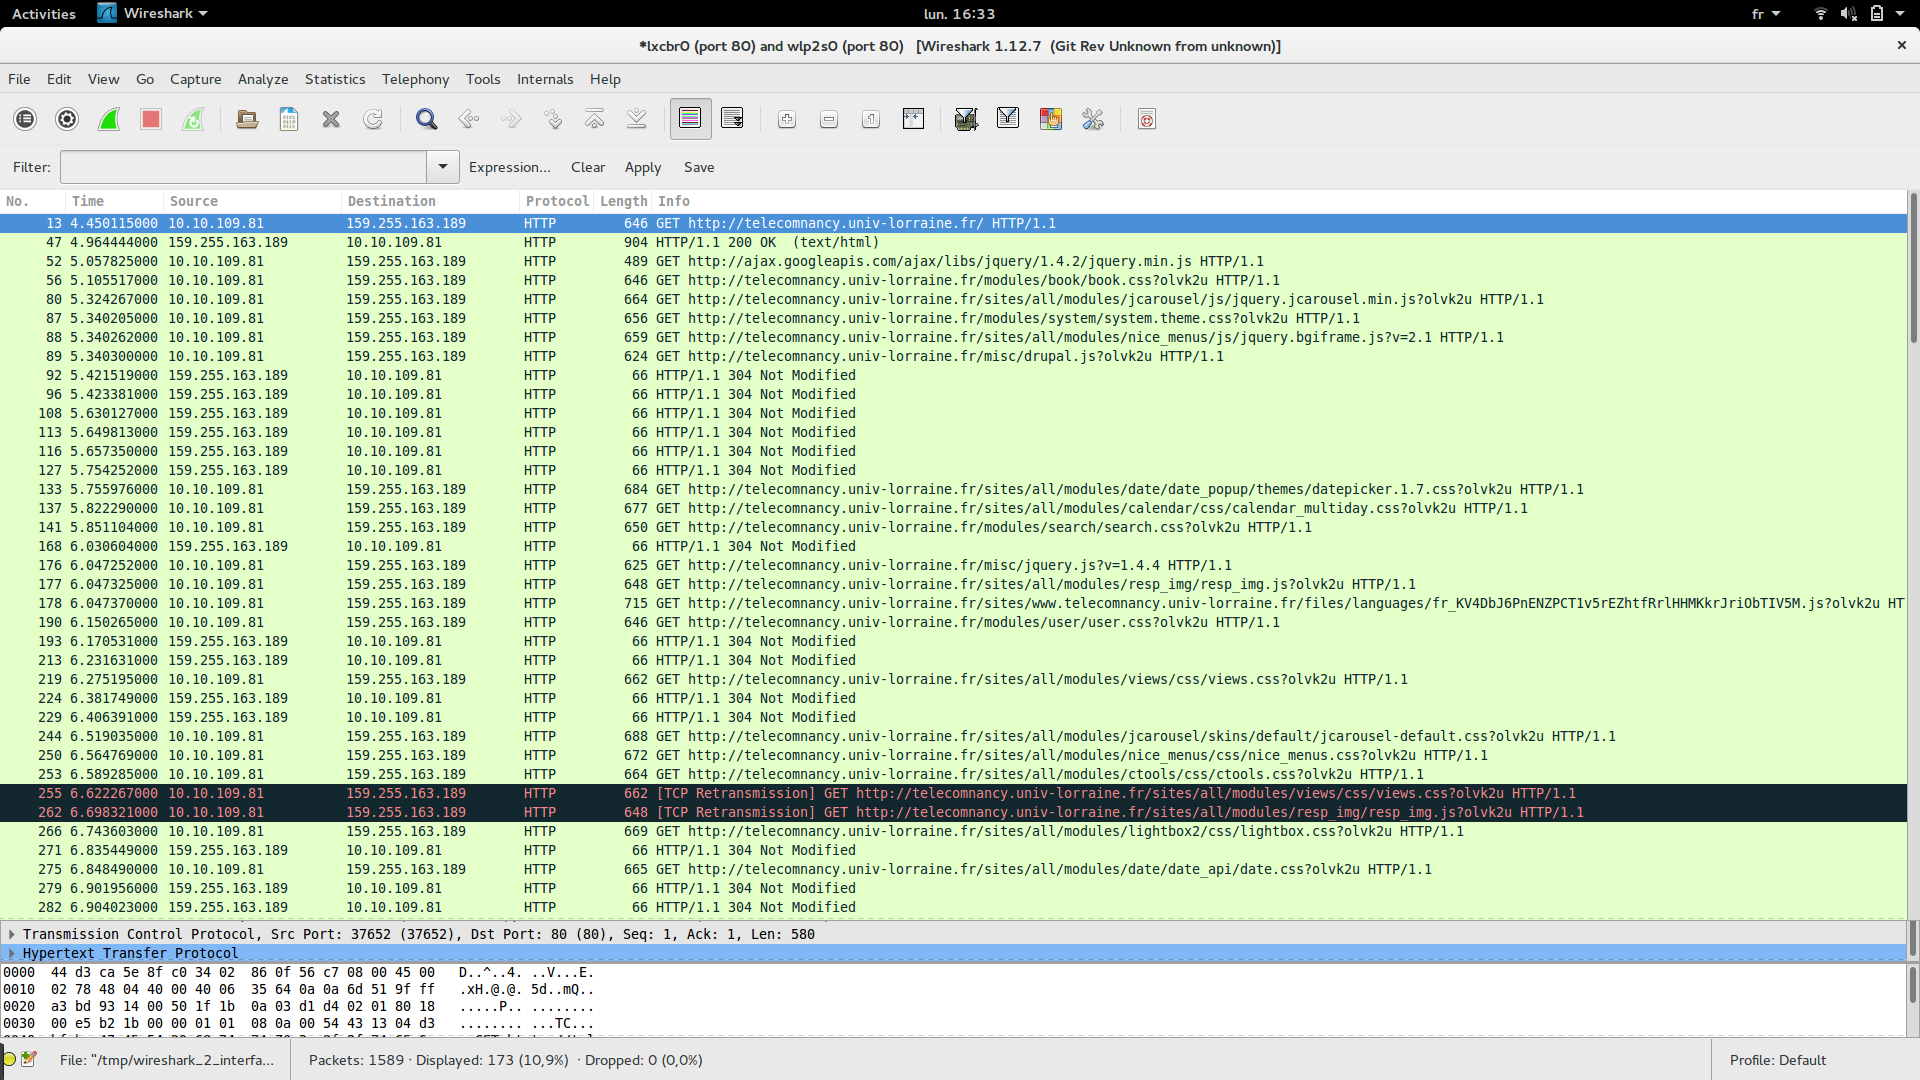 Activities Wireshark lun. 16:33 fr
*lxcbr0 (port 80) and wlp2s0 (port 80) [Wireshark 1.12.7 (Git Rev Unknown from unknown)]
File Edit View Go Capture Analyze Statistics Telephony Tools Internals Help
Filter: Expression... Clear Apply Save
No. Time Source Destination Protocol Length Info
13 4.450115000 10.10.109.81 159.255.163.189 HTTP 646 GET http://telecomnancy.univ-lorraine.fr/ HTTP/1.1
47 4.964444000 159.255.163.189 10.10.109.81 HTTP 904 HTTP/1.1 200 OK (text/html)
52 5.057825000 10.10.109.81 159.255.163.189 HTTP 489 GET http://ajax.googleapis.com/ajax/libs/jquery/1.4.2/jquery.min.js HTTP/1.1
56 5.105517000 10.10.109.81 159.255.163.189 HTTP 646 GET http://telecomnancy.univ-lorraine.fr/modules/book/book.css?olvk2u HTTP/1.1
80 5.324267000 10.10.109.81 159.255.163.189 HTTP 664 GET http://telecomnancy.univ-lorraine.fr/sites/all/modules/jcarousel/js/jquery.jcarousel.min.js?olvk2u HTTP/1.1
87 5.340205000 10.10.109.81 159.255.163.189 HTTP 656 GET http://telecomnancy.univ-lorraine.fr/modules/system/system.theme.css?olvk2u HTTP/1.1
88 5.340262000 10.10.109.81 159.255.163.189 HTTP 659 GET http://telecomnancy.univ-lorraine.fr/sites/all/modules/nice_menus/js/jquery.bgiframe.js?v=2.1 HTTP/1.1
89 5.340300000 10.10.109.81 159.255.163.189 HTTP 624 GET http://telecomnancy.univ-lorraine.fr/misc/drupal.js?olvk2u HTTP/1.1
92 5.421519000 159.255.163.189 10.10.109.81 HTTP 66 HTTP/1.1 304 Not Modified
96 5.423381000 159.255.163.189 10.10.109.81 HTTP 66 HTTP/1.1 304 Not Modified
108 5.630127000 159.255.163.189 10.10.109.81 HTTP 66 HTTP/1.1 304 Not Modified
113 5.649813000 159.255.163.189 10.10.109.81 HTTP 66 HTTP/1.1 304 Not Modified
116 5.657350000 159.255.163.189 10.10.109.81 HTTP 66 HTTP/1.1 304 Not Modified
127 5.754252000 159.255.163.189 10.10.109.81 HTTP 66 HTTP/1.1 304 Not Modified
133 5.755976000 10.10.109.81 159.255.163.189 HTTP 684 GET http://telecomnancy.univ-lorraine.fr/sites/all/modules/date/date_popup/themes/datepicker.1.7.css?olvk2u HTTP/1.1
137 5.822290000 10.10.109.81 159.255.163.189 HTTP 677 GET http://telecomnancy.univ-lorraine.fr/sites/all/modules/calendar/css/calendar_multiday.css?olvk2u HTTP/1.1
141 5.851104000 10.10.109.81 159.255.163.189 HTTP 650 GET http://telecomnancy.univ-lorraine.fr/modules/search/search.css?olvk2u HTTP/1.1
168 6.030604000 159.255.163.189 10.10.109.81 HTTP 66 HTTP/1.1 304 Not Modified
176 6.047252000 10.10.109.81 159.255.163.189 HTTP 625 GET http://telecomnancy.univ-lorraine.fr/misc/jquery.js?v=1.4.4 HTTP/1.1
177 6.047325000 10.10.109.81 159.255.163.189 HTTP 648 GET http://telecomnancy.univ-lorraine.fr/sites/all/modules/resp_img/resp_img.js?olvk2u HTTP/1.1
178 6.047370000 10.10.109.81 159.255.163.189 HTTP 715 GET http://telecomnancy.univ-lorraine.fr/sites/www.telecomnancy.univ-lorraine.fr/files/languages/fr_KV4DbJ6PnENZPCT1v5rEZhtfRrlHHMKkrJriObTIV5M.js?olvk2u HT
190 6.150265000 10.10.109.81 159.255.163.189 HTTP 646 GET http://telecomnancy.univ-lorraine.fr/modules/user/user.css?olvk2u HTTP/1.1
193 6.170531000 159.255.163.189 10.10.109.81 HTTP 66 HTTP/1.1 304 Not Modified
213 6.231631000 159.255.163.189 10.10.109.81 HTTP 66 HTTP/1.1 304 Not Modified
219 6.275195000 10.10.109.81 159.255.163.189 HTTP 662 GET http://telecomnancy.univ-lorraine.fr/sites/all/modules/views/css/views.css?olvk2u HTTP/1.1
224 6.381749000 159.255.163.189 10.10.109.81 HTTP 66 HTTP/1.1 304 Not Modified
229 6.406391000 159.255.163.189 10.10.109.81 HTTP 66 HTTP/1.1 304 Not Modified
244 6.519035000 10.10.109.81 159.255.163.189 HTTP 688 GET http://telecomnancy.univ-lorraine.fr/sites/all/modules/jcarousel/skins/default/jcarousel-default.css?olvk2u HTTP/1.1
250 6.564769000 10.10.109.81 159.255.163.189 HTTP 672 GET http://telecomnancy.univ-lorraine.fr/sites/all/modules/nice_menus/css/nice_menus.css?olvk2u HTTP/1.1
253 6.589285000 10.10.109.81 159.255.163.189 HTTP 664 GET http://telecomnancy.univ-lorraine.fr/sites/all/modules/ctools/css/ctools.css?olvk2u HTTP/1.1
255 6.622267000 10.10.109.81 159.255.163.189 HTTP 662 [TCP Retransmission] GET http://telecomnancy.univ-lorraine.fr/sites/all/modules/views/css/views.css?olvk2u HTTP/1.1
262 6.698321000 10.10.109.81 159.255.163.189 HTTP 648 [TCP Retransmission] GET http://telecomnancy.univ-lorraine.fr/sites/all/modules/resp_img/resp_img.js?olvk2u HTTP/1.1
266 6.743603000 10.10.109.81 159.255.163.189 HTTP 669 GET http://telecomnancy.univ-lorraine.fr/sites/all/modules/lightbox2/css/lightbox.css?olvk2u HTTP/1.1
271 6.835449000 159.255.163.189 10.10.109.81 HTTP 66 HTTP/1.1 304 Not Modified
275 6.848490000 10.10.109.81 159.255.163.189 HTTP 665 GET http://telecomnancy.univ-lorraine.fr/sites/all/modules/date/date_api/date.css?olvk2u HTTP/1.1
279 6.901956000 159.255.163.189 10.10.109.81 HTTP 66 HTTP/1.1 304 Not Modified
282 6.904023000 159.255.163.189 10.10.109.81 HTTP 66 HTTP/1.1 304 Not Modified
Transmission Control Protocol, Src Port: 37652 (37652), Dst Port: 80 (80), Seq: 1, Ack: 1, Len: 580
Hypertext Transfer Protocol
0000 44 d3 ca 5e 8f c0 34 02 86 0f 56 c7 08 00 45 00 D..^..4. ..V...E.
0010 02 78 48 04 40 00 40 06 35 64 0a 0a 6d 51 9f ff .xH.@.@. 5d..mQ..
0020 a3 bd 93 14 00 50 1f 1b 0a 03 d1 d4 02 01 80 18 .....P.. ........
0030 00 e5 b2 1b 00 00 01 01 08 0a 00 54 43 13 04 d3 ........ ...TC...
File: "/tmp/wireshark_2_interfa... Packets: 1589 · Displayed: 173 (10,9%) · Dropped: 0 (0,0%) Profile: Default